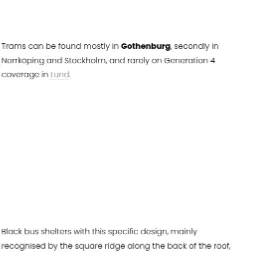 Trams can be found mostly in Gothenburg, secondly in
Norrköping and Stockholm, and rarely on Generation 4
coverage in Lund.
Black bus shelters with this specific design, mainly
recognised by the square ridge along the back of the roof,